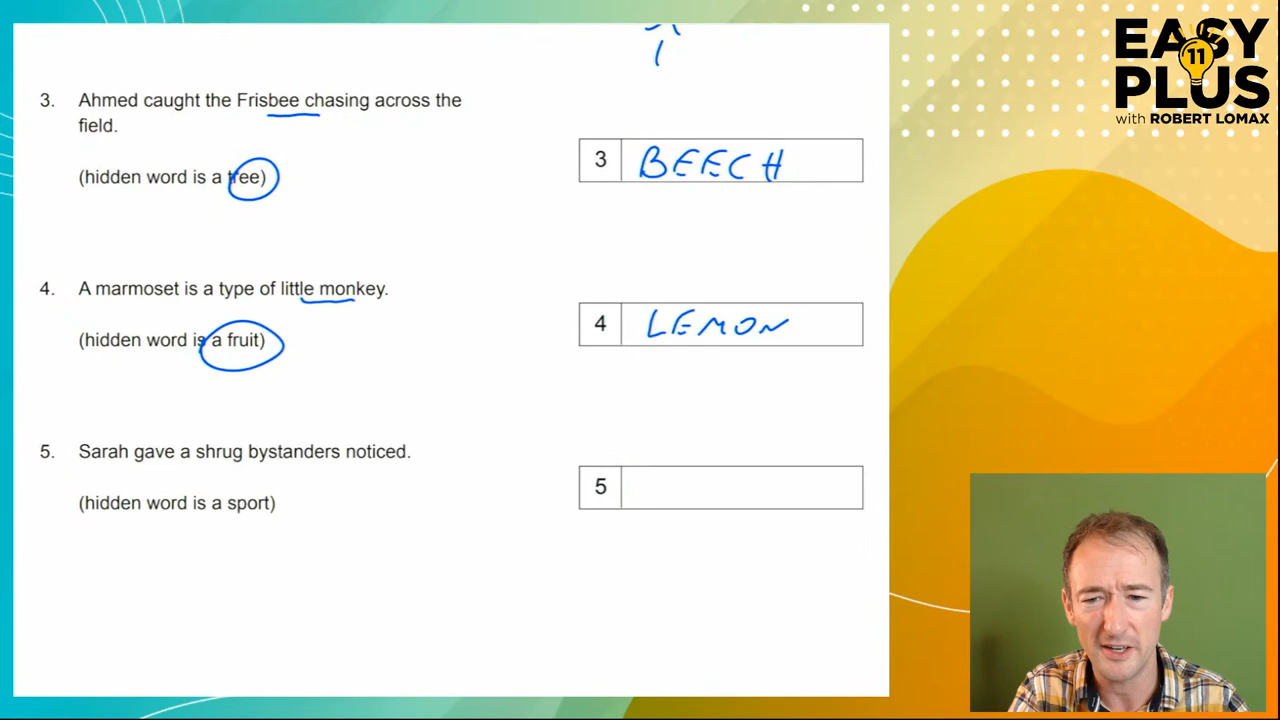 EASY
11
PLUS
with ROBERT LOMAX
3. Ahmed caught the Frisbee chasing across the
field.
(hidden word is a tree)
3 BEECH
4. A marmoset is a type of little monkey.
(hidden word is a fruit)
4 LEMON
5. Sarah gave a shrug bystanders noticed.
(hidden word is a sport)
5